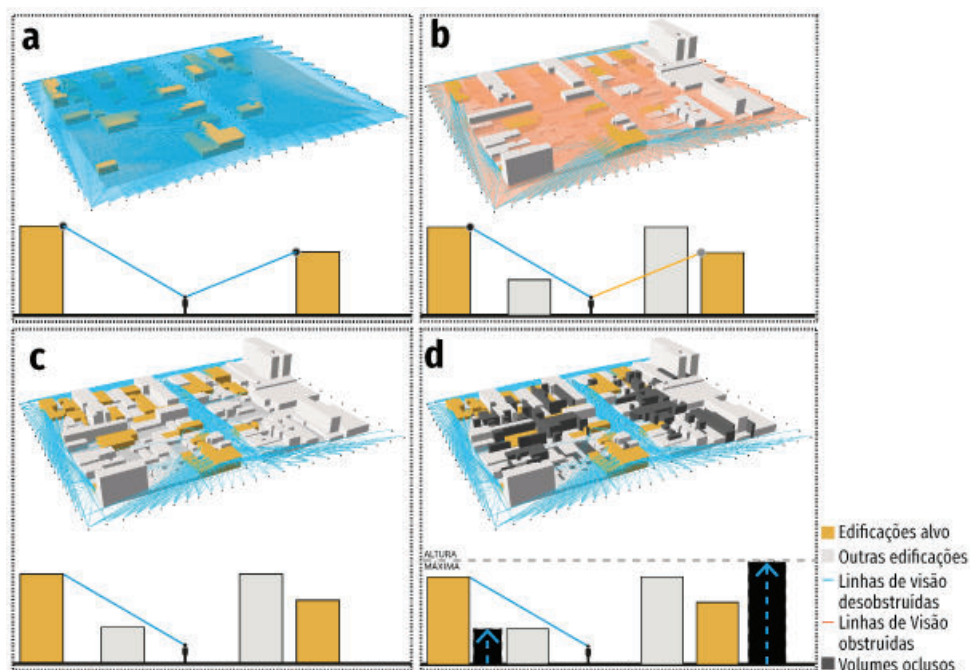 a
b
c
d
ALTURA
MÁXIMA
Edificações alvo
Outras edificações
Linhas de visão
desobstruídas
Linhas de Visão
obstruídas
Volumes oclusos